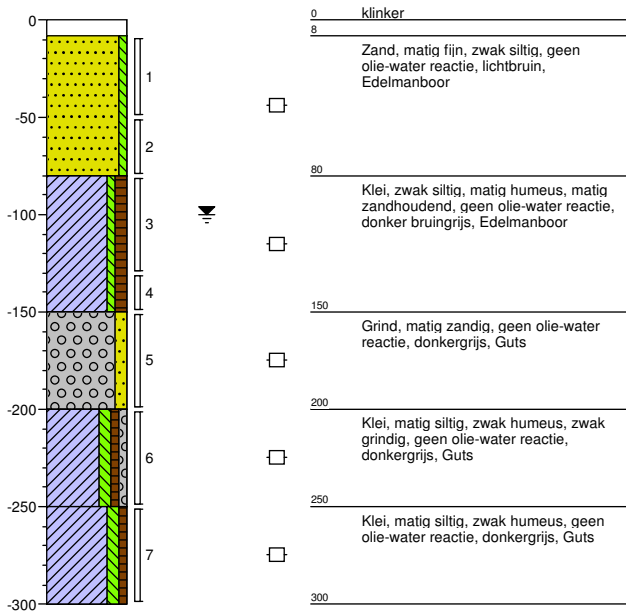 0
-50
-100
-150
-200
-250
-300
1
2
3
4
5
6
7
0 klinker
8
Zand, matig fijn, zwak siltig, geen
olie-water reactie, lichtbruin,
Edelmanboor
80
Klei, zwak siltig, matig humeus, matig
zandhoudend, geen olie-water reactie,
donker bruingrijs, Edelmanboor
150
Grind, matig zandig, geen olie-water
reactie, donkergrijs, Guts
200
Klei, matig siltig, zwak humeus, zwak
grindig, geen olie-water reactie,
donkergrijs, Guts
250
Klei, matig siltig, zwak humeus, geen
olie-water reactie, donkergrijs, Guts
300